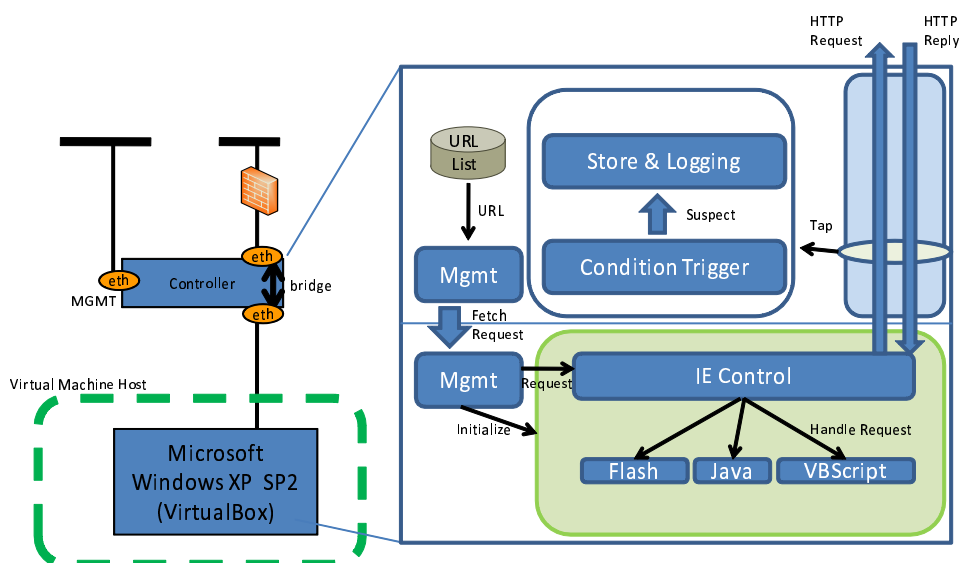 HTTP
Request
HTTP
Reply
URL
List
Store & Logging
URL
Suspect
Tap
eth
Mgmt
Condition Trigger
eth
Controller
bridge
MGMT
eth
Fetch
Request
Virtual Machine Host
Mgmt
Request
IE Control
Initialize
Handle Request
Microsoft
Windows XP SP2
(VirtualBox)
Flash
Java
VBScript